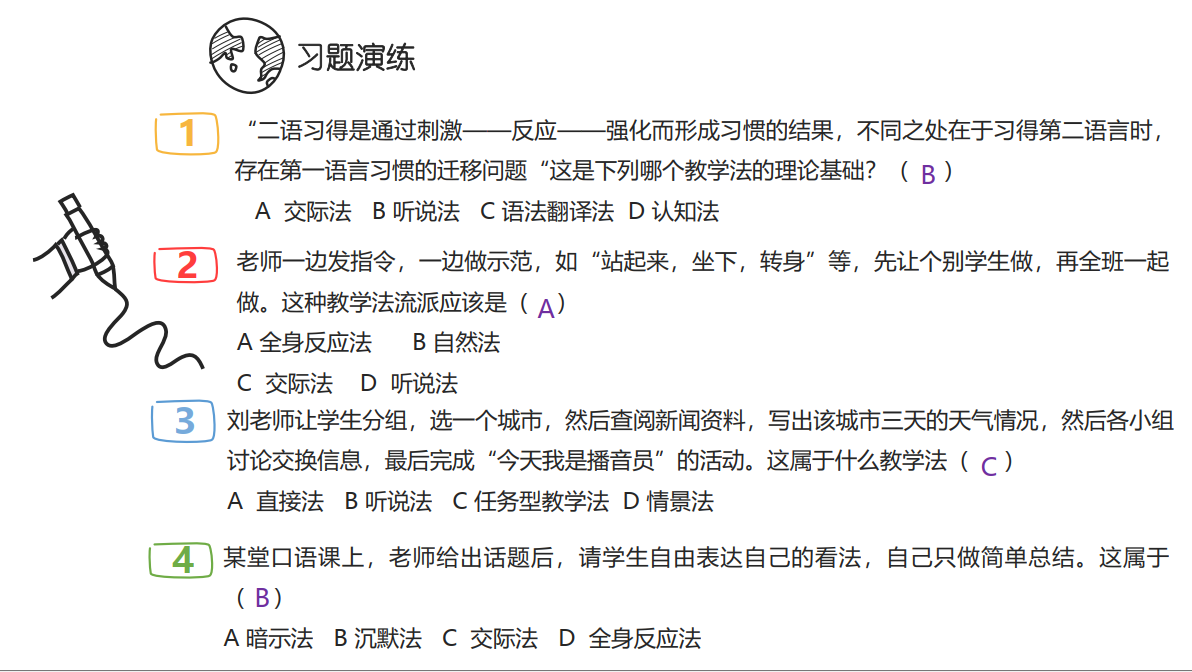 习题演练
1 “二语习得是通过刺激——反应——强化而形成习惯的结果，不同之处在于习得第二语言时，
存在第一语言习惯的迁移问题“这是下列哪个教学法的理论基础？（ B ）
A 交际法 B 听说法 C 语法翻译法 D 认知法
2 老师一边发指令，一边做示范，如“站起来，坐下，转身”等，先让个别学生做，再全班一起
做。这种教学法流派应该是（ A ）
A 全身反应法 B 自然法
C 交际法 D 听说法
3 刘老师让学生分组，选一个城市，然后查阅新闻资料，写出该城市三天的天气情况，然后各小组
讨论交换信息，最后完成“今天我是播音员”的活动。这属于什么教学法（ C ）
A 直接法 B 听说法 C 任务型教学法 D 情景法
4 某堂口语课上，老师给出话题后，请学生自由表达自己的看法，自己只做简单总结。这属于
（ B ）
A 暗示法 B 沉默法 C 交际法 D 全身反应法